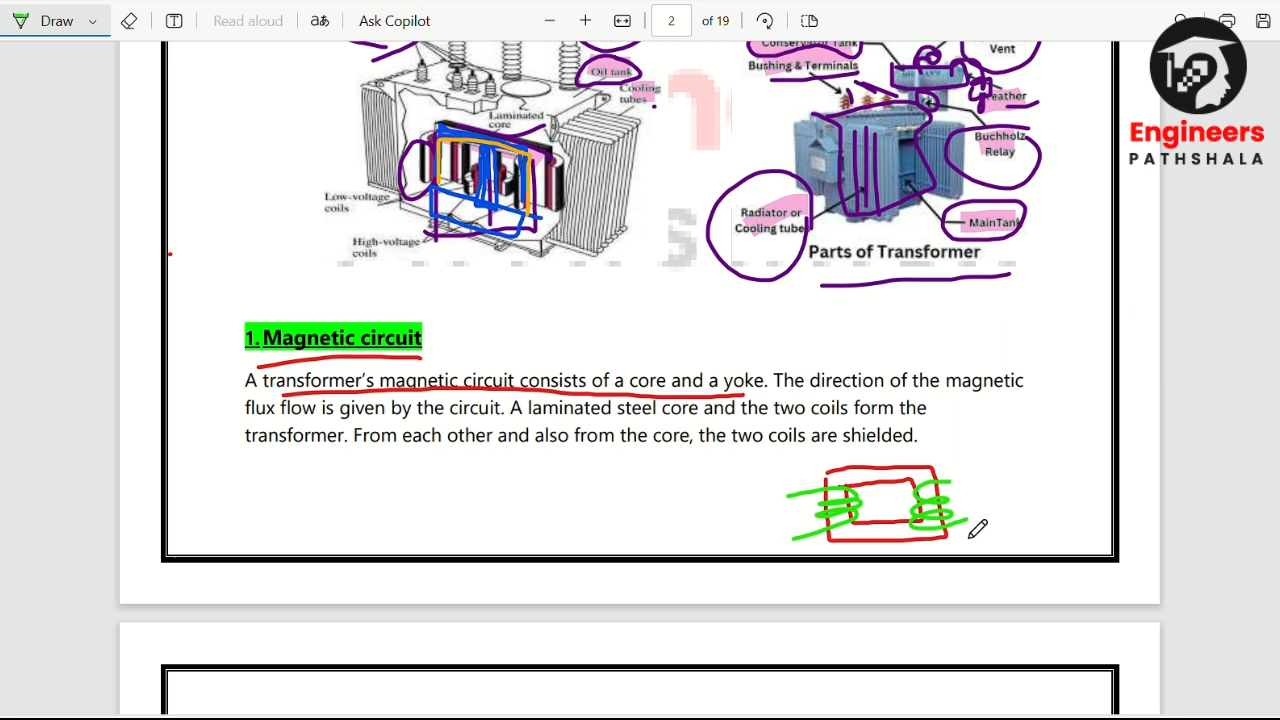 Draw
Read aloud
aあ
Ask Copilot
2
of 19
Oil tank
Cooling
tubes
Laminated
core
Low-voltage
coils
High-voltage
coils
Conservator Tank
Vent
Bushing & Terminals
Buchholz
Relay
Radiator or
Cooling tube
MainTank
Parts of Transformer
Engineers
PATHSHALA
1. Magnetic circuit
A transformer's magnetic circuit consists of a core and a yoke. The direction of the magnetic
flux flow is given by the circuit. A laminated steel core and the two coils form the
transformer. From each other and also from the core, the two coils are shielded.